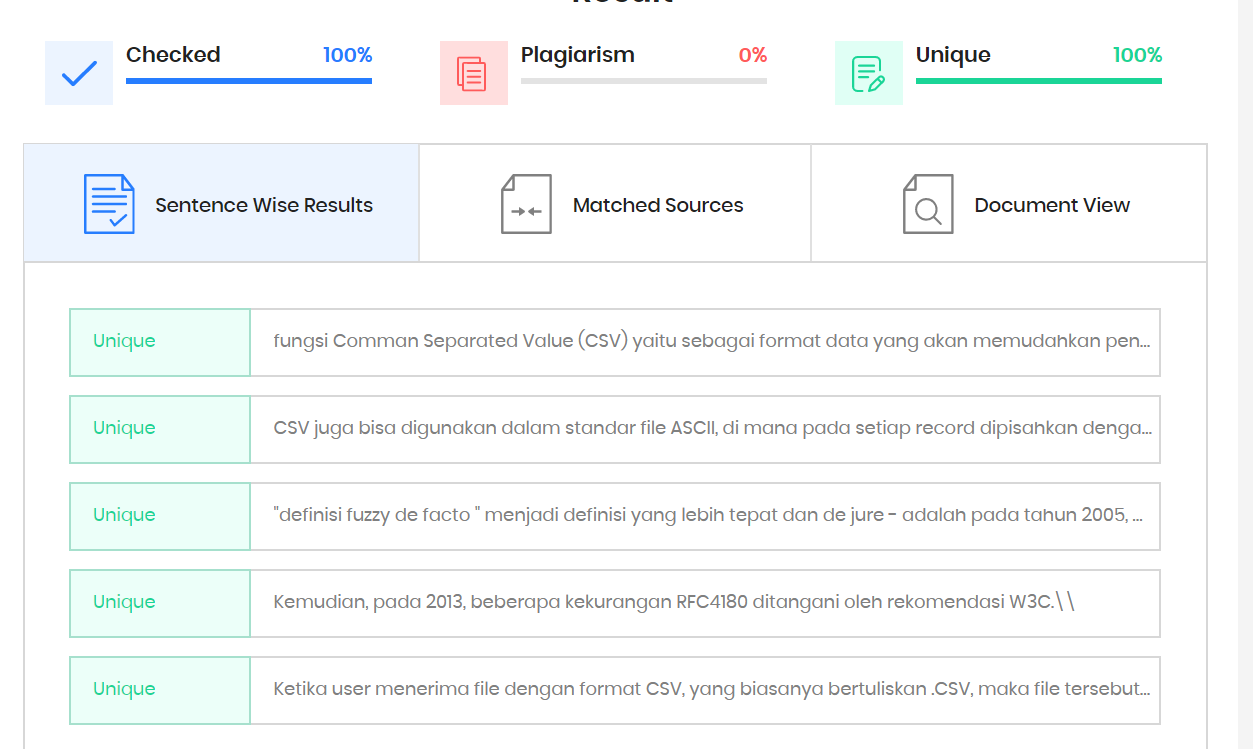 Result
Checked 100%
Plagiarism 0%
Unique 100%
Sentence Wise Results
Matched Sources
Document View
Unique fungsi Comman Separated Value (CSV) yaitu sebagai format data yang akan memudahkan pen...
Unique CSV juga bisa digunakan dalam standar file ASCII, di mana pada setiap record dipisahkan denga...
Unique "definisi fuzzy de facto " menjadi definisi yang lebih tepat dan de jure - adalah pada tahun 2005, ...
Unique Kemudian, pada 2013, beberapa kekurangan RFC4180 ditangani oleh rekomendasi W3C.\\
Unique Ketika user menerima file dengan format CSV, yang biasanya bertuliskan .CSV, maka file tersebut...